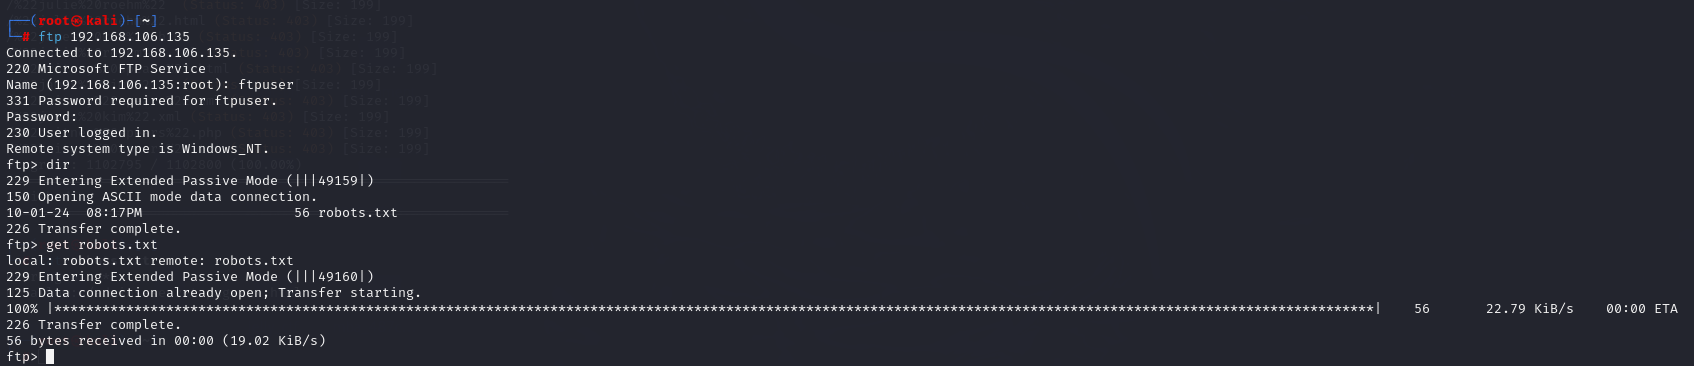 ┌──(root㉿kali)-[~]
└─# ftp 192.168.106.135
Connected to 192.168.106.135.
220 Microsoft FTP Service
Name (192.168.106.135:root): ftpuser
331 Password required for ftpuser.
Password:
230 User logged in.
Remote system type is Windows_NT.
ftp> dir
229 Entering Extended Passive Mode (|||49159|)
150 Opening ASCII mode data connection.
10-01-24  08:17PM                   56 robots.txt
226 Transfer complete.
ftp> get robots.txt
local: robots.txt remote: robots.txt
229 Entering Extended Passive Mode (|||49160|)
125 Data connection already open; Transfer starting.
100% |*********************************************************************************************************************************************************************| 56 22.79 KiB/s 00:00 ETA
226 Transfer complete.
56 bytes received in 00:00 (19.02 KiB/s)
ftp>